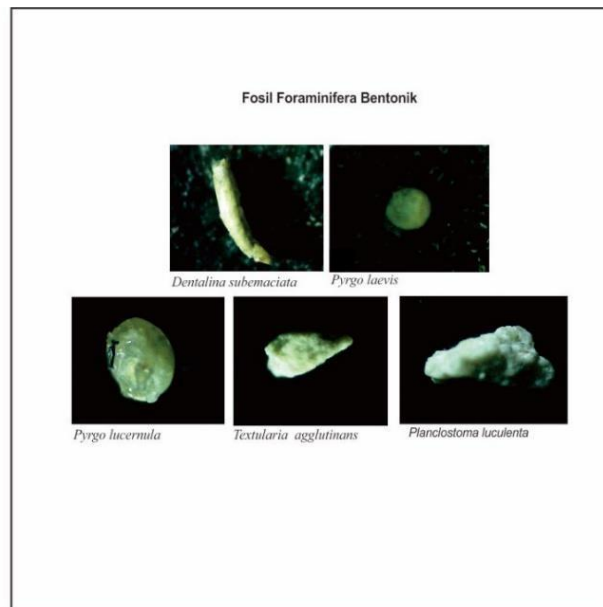 Fosil Foraminifera Bentonik
Dentalina subemaciata
Pyrgo laevis
Pyrgo lucernula
Textularia agglutinans
Planclostoma luculenta